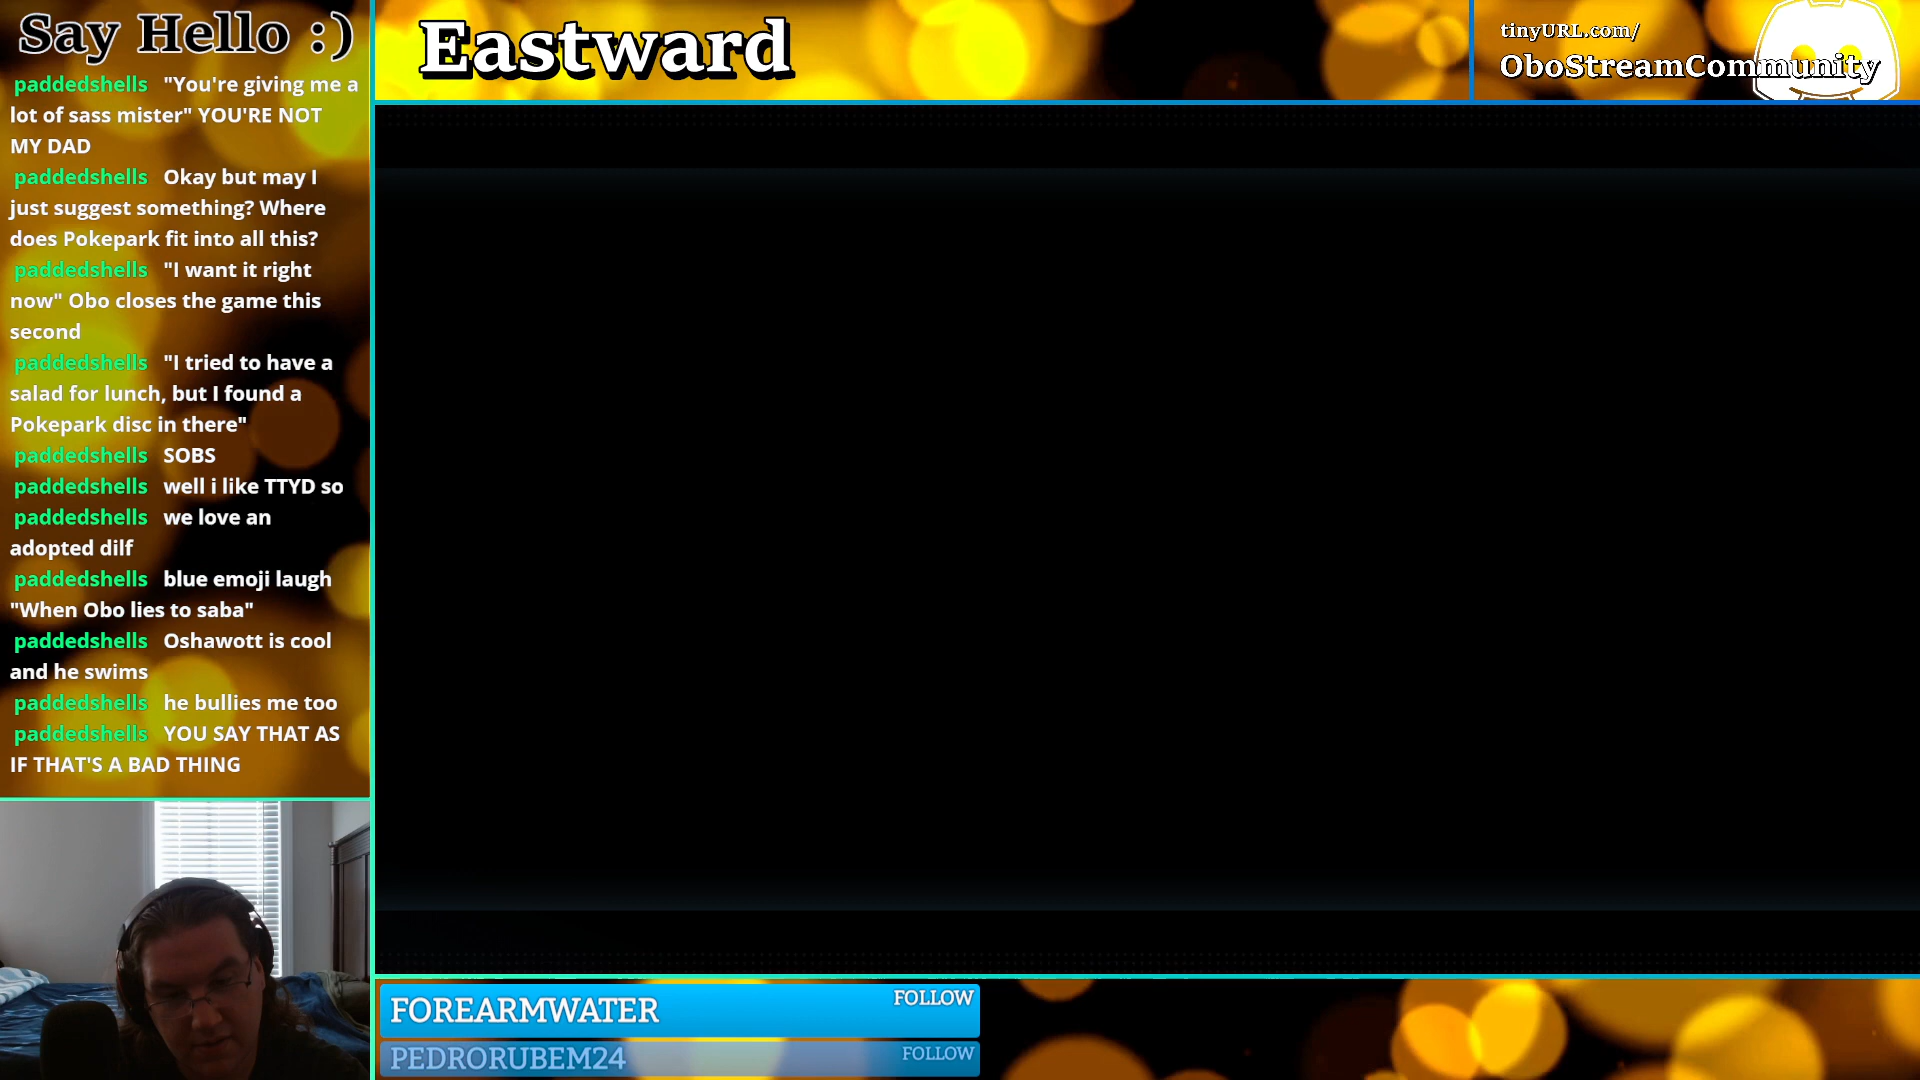 Say Hello :)
paddedshells "You're giving me a
lot of sass mister" YOU'RE NOT
MY DAD
paddedshells Okay but may I
just suggest something? Where
does Pokepark fit into all this?
paddedshells "I want it right
now" Obo closes the game this
second
paddedshells "I tried to have a
salad for lunch, but I found a
Pokepark disc in there"
paddedshells SOBS
paddedshells well i like TTYD so
paddedshells we love an
adopted dilf
paddedshells blue emoji laugh
"When Obo lies to saba"
paddedshells Oshawott is cool
and he swims
paddedshells he bullies me too
paddedshells YOU SAY THAT AS
IF THAT'S A BAD THING
Eastward
tinyURL.com/
OboStreamCommunity
FOREARMWATER FOLLOW
PEDRORUBEM24 FOLLOW